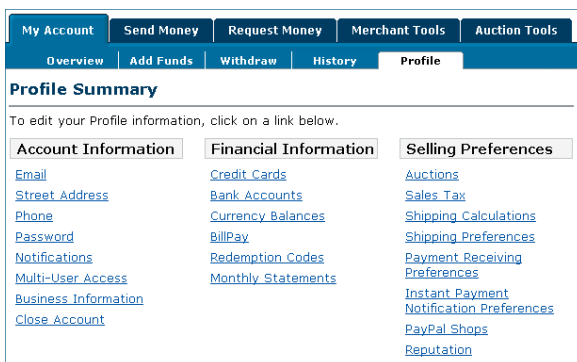 My Account Send Money Request Money Merchant Tools Auction Tools
Overview Add Funds Withdraw History Profile
Profile Summary
To edit your Profile information, click on a link below.
Account Information
Email
Street Address
Phone
Password
Notifications
Multi-User Access
Business Information
Close Account
Financial Information
Credit Cards
Bank Accounts
Currency Balances
BillPay
Redemption Codes
Monthly Statements
Selling Preferences
Auctions
Sales Tax
Shipping Calculations
Shipping Preferences
Payment Receiving
Preferences
Instant Payment
Notification Preferences
PayPal Shops
Reputation